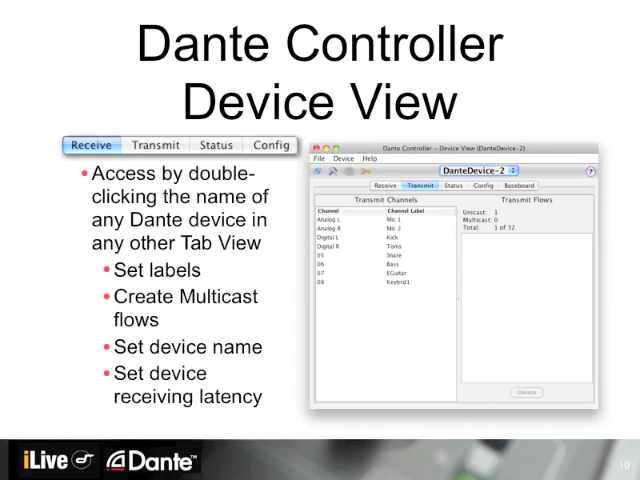 Dante Controller
Device View
Receive Transmit Status Config
•Access by double-
clicking the name of
any Dante device in
any other Tab View
•Set labels
•Create Multicast
flows
•Set device name
•Set device
receiving latency
Dante Controller - Device View (DanteDevice-2)
File Device Help
DanteDevice-2
?
Receive Transmit Status Config Baseboard
Transmit Channels
Channel Channel Label
Analog L Mic 1
Analog R Mic 2
Digital L Kick
Digital R Toms
05 Snare
06 Bass
07 EGuitar
08 Keybrd1
Transmit Flows
Unicast: 1
Multicast: 0
Total: 1 of 32
Delete
iLive Dante™
10